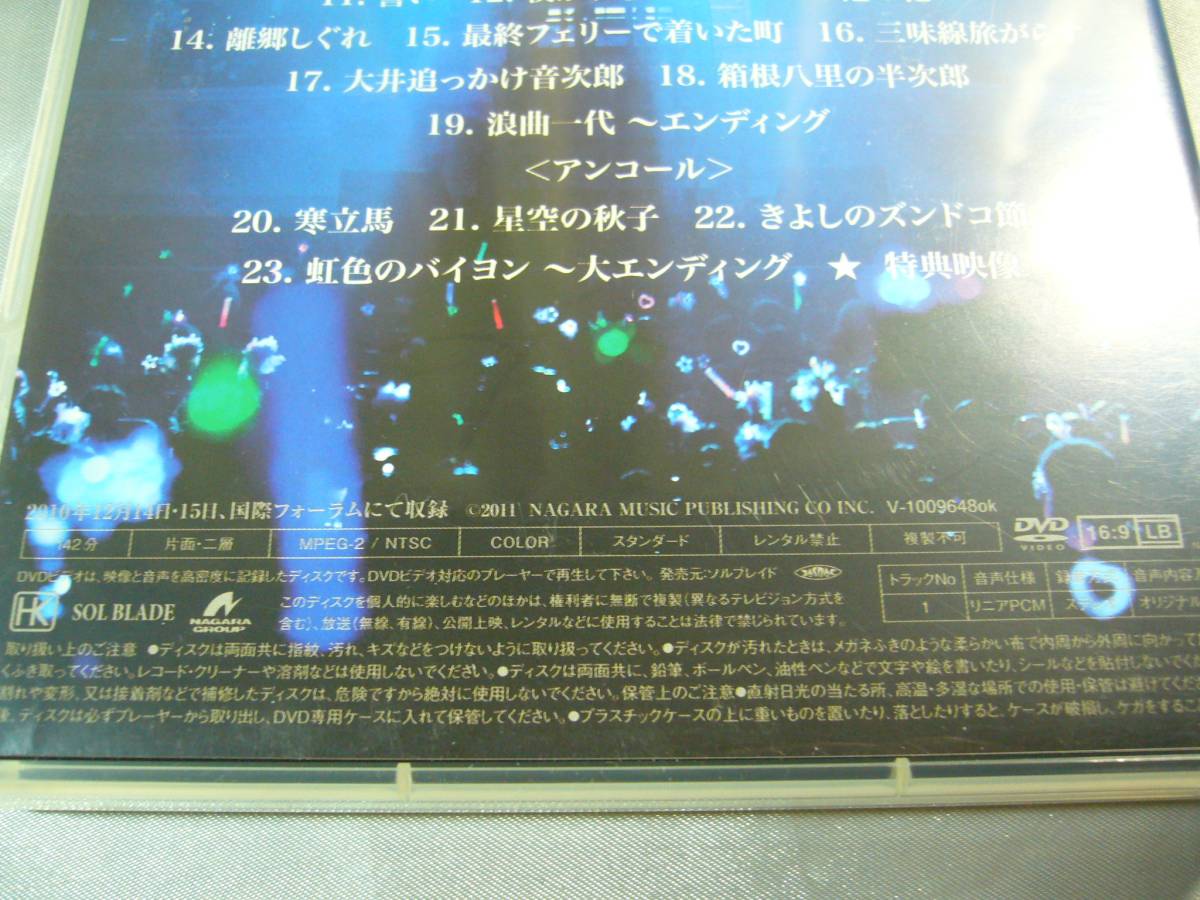 14. 離郷しぐれ 15. 最終フェリーで着いた町 16. 三味線旅がらす
17. 大井追っかけ音次郎 18. 箱根八里の半次郎
19. 浪曲一代 ～エンディング
＜アンコール＞
20. 寒立馬 21. 星空の秋子 22. きよしのズンドコ節
23. 虹色のバイヨン ～大エンディング ★ 特典映像
2010年12月14日・15日、国際フォーラムにて収録 ©2011 NAGARA MUSIC PUBLISHING CO INC. V-1009648ok
142分 片面・二層 MPEG-2 / NTSC COLOR スタンダード レンタル禁止 複製不可 DVD VIDEO 16:9 LB
DVDビデオは、映像と音声を高密度に記録したディスクです。DVDビデオ対応のプレーヤーで再生して下さい。 発売元:ソルブレイド
トラックNo 音声仕様 音声内容
1 リニアPCM オリジナル
HK SOL BLADE NAGARA GROUP
このディスクを個人的に楽しむなどのほかは、権利者に無断で複製(異なるテレビジョン方式を
含む)、放送(無線、有線)、公開上映、レンタルなどに使用することは法律で禁じられています。
取り扱い上のご注意 ●ディスクは両面共に指紋、汚れ、キズなどをつけないように取り扱ってください。●ディスクが汚れたときは、メガネふきのような柔らかい布で内周から外周に向かって
くふき取ってください。レコード・クリーナーや溶剤などは使用しないでください。●ディスクは両面共に、鉛筆、ボールペン、油性ペンなどで文字や絵を書いたり、シールなどを貼付しないでく
割れや変形、又は接着剤などで補修したディスクは、危険ですから絶対に使用しないでください。保管上のご注意●直射日光の当たる所、高温・多湿な場所での使用・保管は避けてくだ
後、ディスクは必ずプレーヤーから取り出し、DVD専用ケースに入れて保管してください。●プラスチックケースの上に重いものを置いたり、落としたりすると、ケースが破損し、ケガをするこ